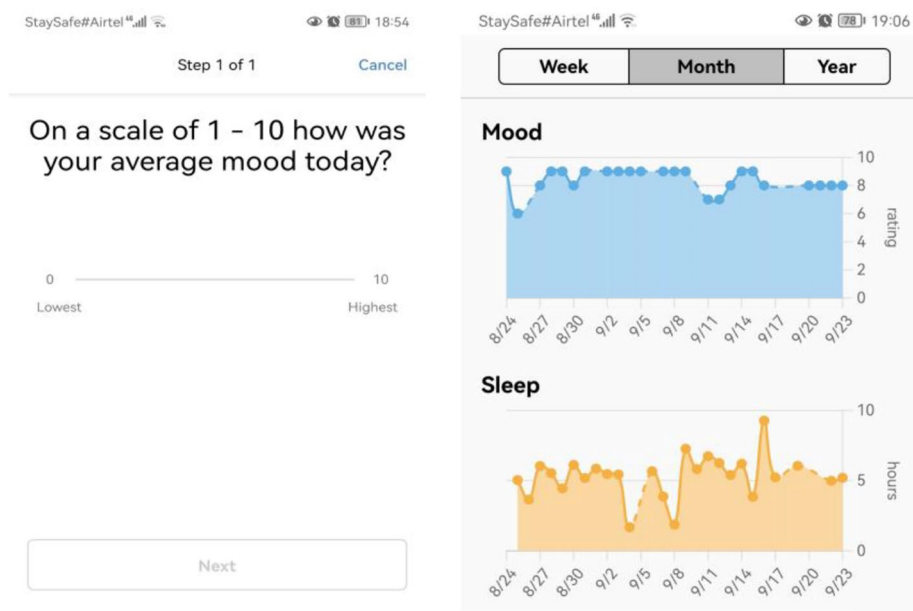 StaySafe#Airtel 18:54
81
Step 1 of 1 Cancel
On a scale of 1 - 10 how was
your average mood today?
0 10
Lowest Highest
Next
StaySafe#Airtel 78 19:06
Week Month Year
Mood
10
8
6
4
2
0
rating
8/24 8/27 8/30 9/2 9/5 9/8 9/11 9/14 9/17 9/20 9/23
Sleep
10
5
0
hours
8/24 8/27 8/30 9/2 9/5 9/8 9/11 9/14 9/17 9/20 9/23